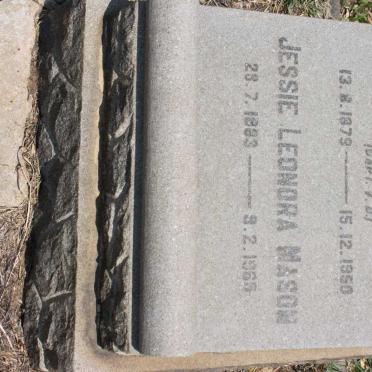 13.8.1879 — 15.12.1950
JESSIE LEONORA MASON
28.7.1883 — 9.2.1965